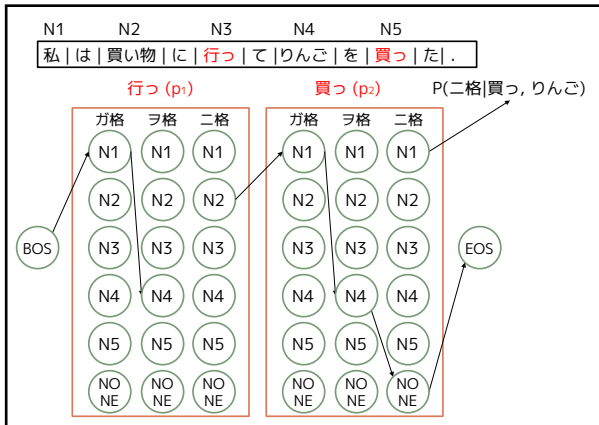 N1 N2 N3 N4 N5
私 | は | 買い物 | に | 行っ | て |りんご | を | 買っ | た| .
行っ (p₁) 買っ (p₂) P(ニ格|買っ, りんご)
ガ格 ヲ格 ニ格 ガ格 ヲ格 ニ格
N1 N1 N1 N1 N1 N1
N2 N2 N2 N2 N2 N2
BOS N3 N3 N3 N3 N3 N3 EOS
N4 N4 N4 N4 N4 N4
N5 N5 N5 N5 N5 N5
NO NO NO NO NO NO
NE NE NE NE NE NE